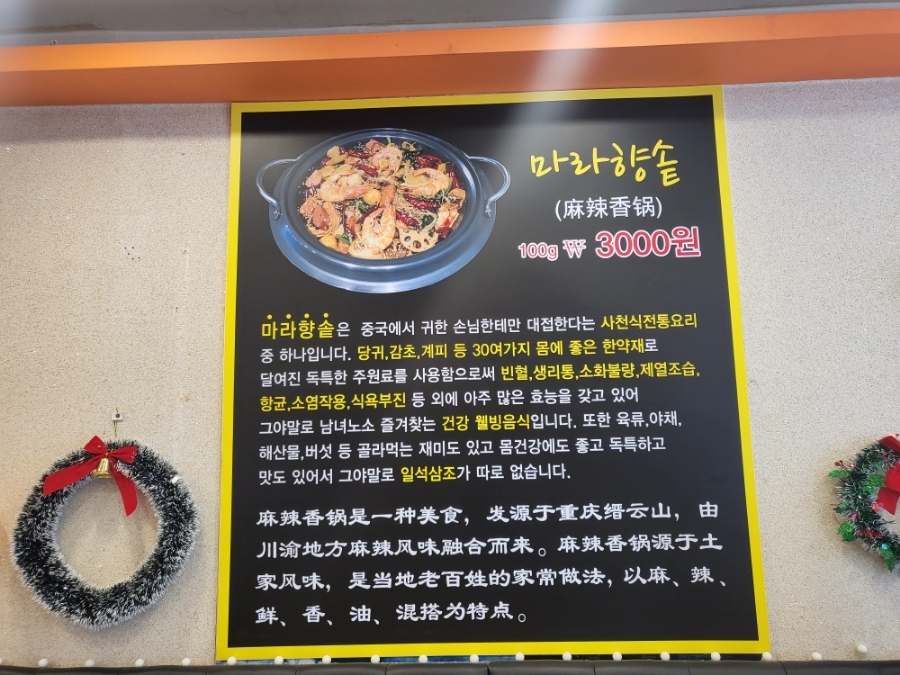 마라향솥
(麻辣香锅)
100g ₩ 3000원
마라향솥은 중국에서 귀한 손님한테만 대접한다는 사천식전통요리
중 하나입니다. 당귀,감초,계피 등 30여가지 몸에 좋은 한약재로
달여진 독특한 주원료를 사용함으로써 빈혈,생리통,소화불량,제열조습,
항균,소염작용,식욕부진 등 외에 아주 많은 효능을 갖고 있어
그야말로 남녀노소 즐겨찾는 건강 웰빙음식입니다. 또한 육류,야채,
해산물,버섯 등 골라먹는 재미도 있고 몸건강에도 좋고 독특하고
맛도 있어서 그야말로 일석삼조가 따로 없습니다.
麻辣香锅是一种美食，发源于重庆缙云山，由
川渝地方麻辣风味融合而来。麻辣香锅源于土
家风味，是当地老百姓的家常做法，以麻、辣、
鲜、香、油、混搭为特点。